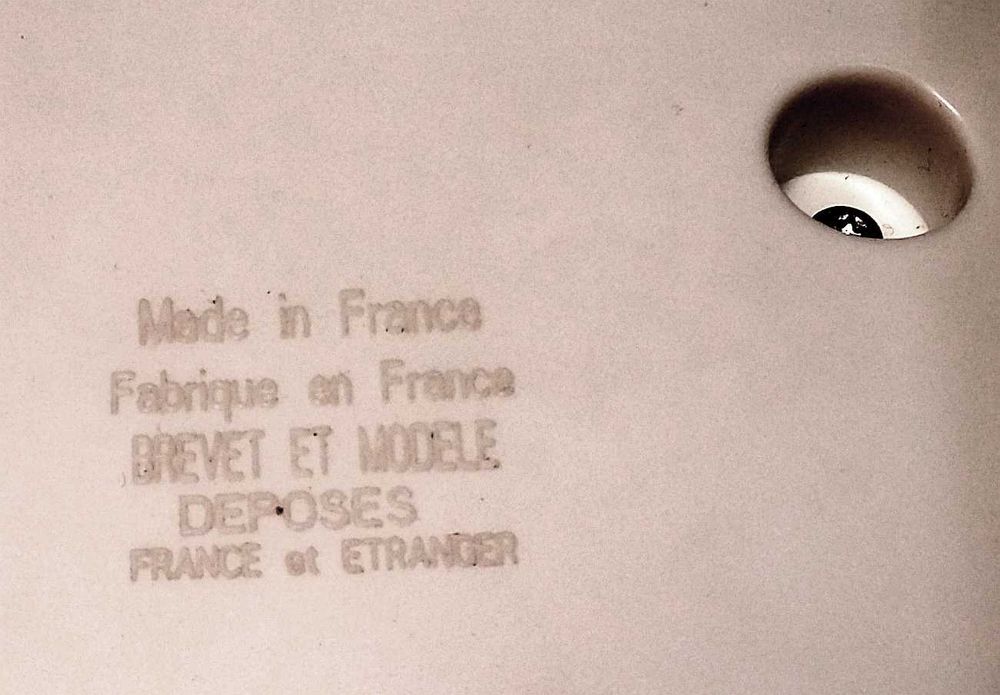 Made in France
Fabrique en France
BREVET ET MODELE
DEPOSES
FRANCE et ETRANGER